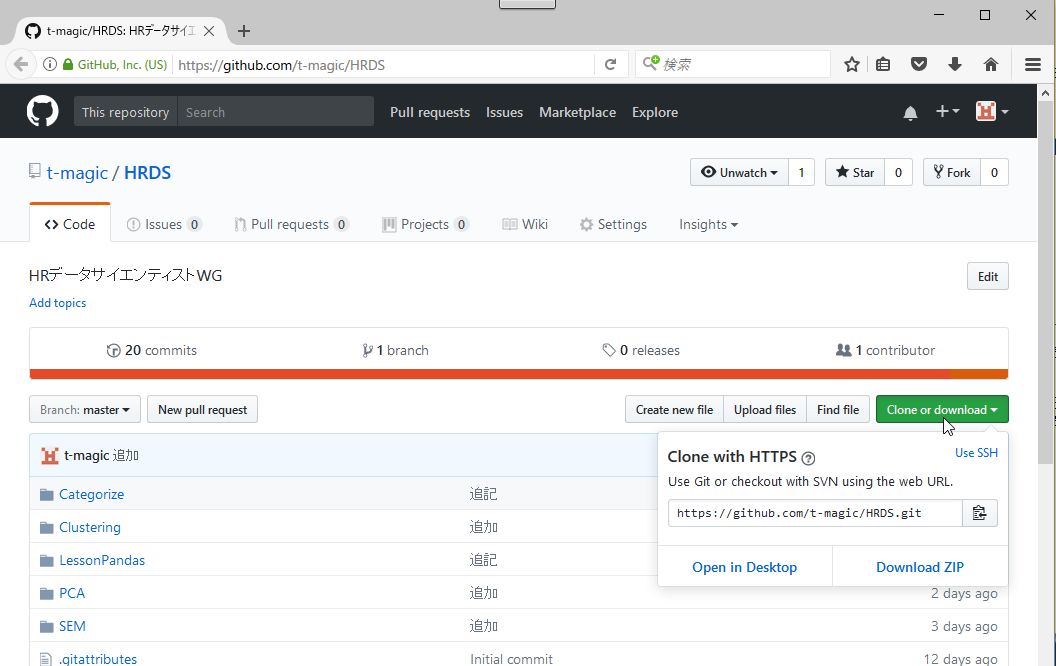 t-magic/HRDS: HRデータサイエ
GitHub, Inc. (US) https://github.com/t-magic/HRDS 検索
This repository Search Pull requests Issues Marketplace Explore
t-magic / HRDS Unwatch 1 Star 0 Fork 0
Code Issues 0 Pull requests 0 Projects 0 Wiki Settings Insights
HRデータサイエンティストWG Edit
Add topics
20 commits 1 branch 0 releases 1 contributor
Branch: master New pull request Create new file Upload files Find file Clone or download
t-magic 追加
Clone with HTTPS Use SSH
Use Git or checkout with SVN using the web URL.
https://github.com/t-magic/HRDS.git
Open in Desktop Download ZIP
Categorize 追記
Clustering 追加
LessonPandas 追記
PCA 追加 2 days ago
SEM 追加 3 days ago
.gitattributes Initial commit 12 days ago